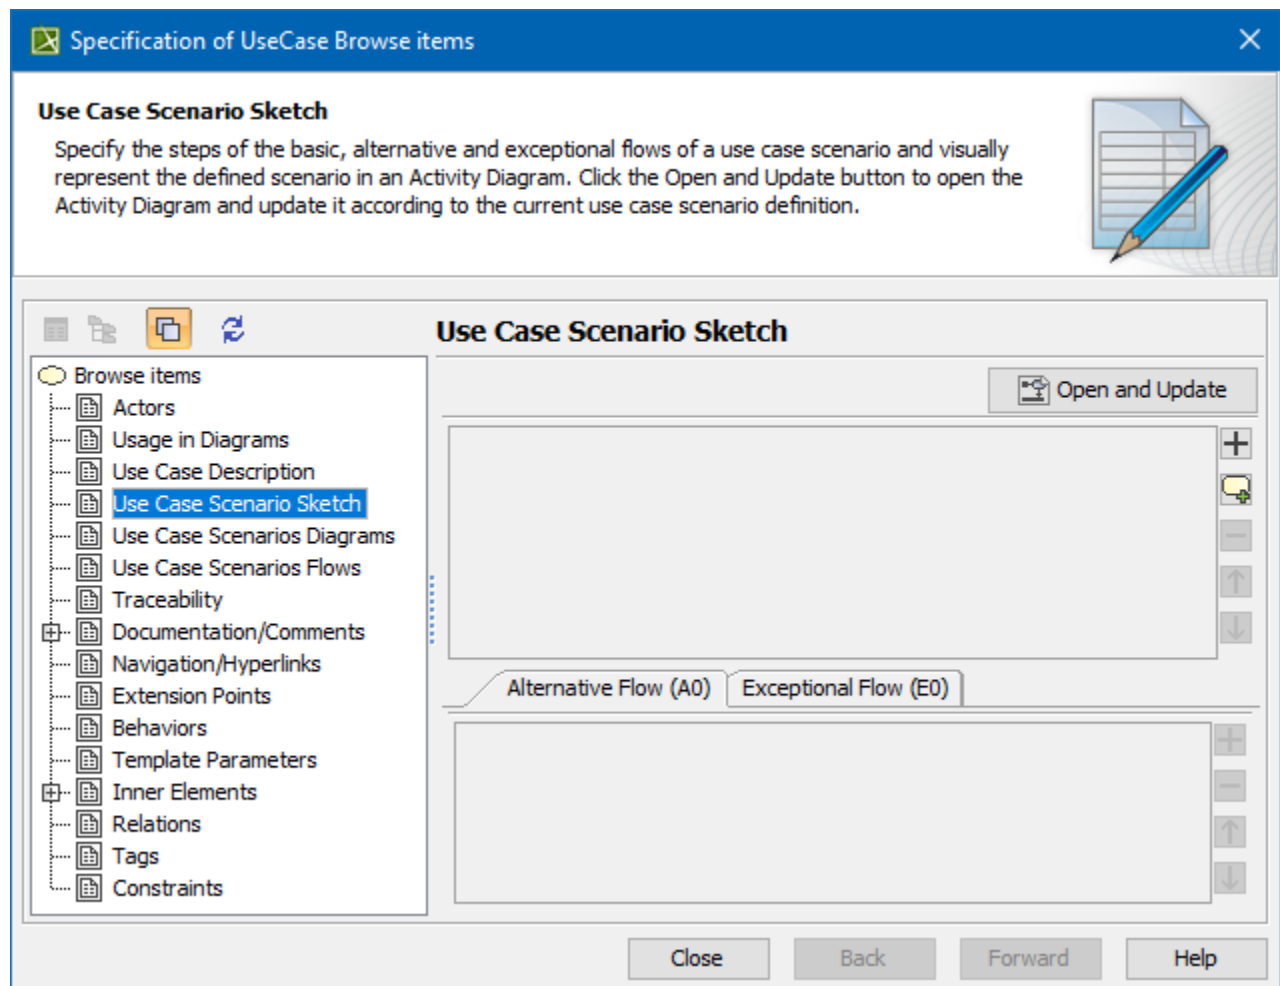 Specification of UseCase Browse items
Use Case Scenario Sketch
Specify the steps of the basic, alternative and exceptional flows of a use case scenario and visually
represent the defined scenario in an Activity Diagram. Click the Open and Update button to open the
Activity Diagram and update it according to the current use case scenario definition.
Use Case Scenario Sketch
Browse items
Actors
Usage in Diagrams
Use Case Description
Use Case Scenario Sketch
Use Case Scenarios Diagrams
Use Case Scenarios Flows
Traceability
Documentation/Comments
Navigation/Hyperlinks
Extension Points
Behaviors
Template Parameters
Inner Elements
Relations
Tags
Constraints
Open and Update
Alternative Flow (A0)
Exceptional Flow (E0)
Close
Back
Forward
Help